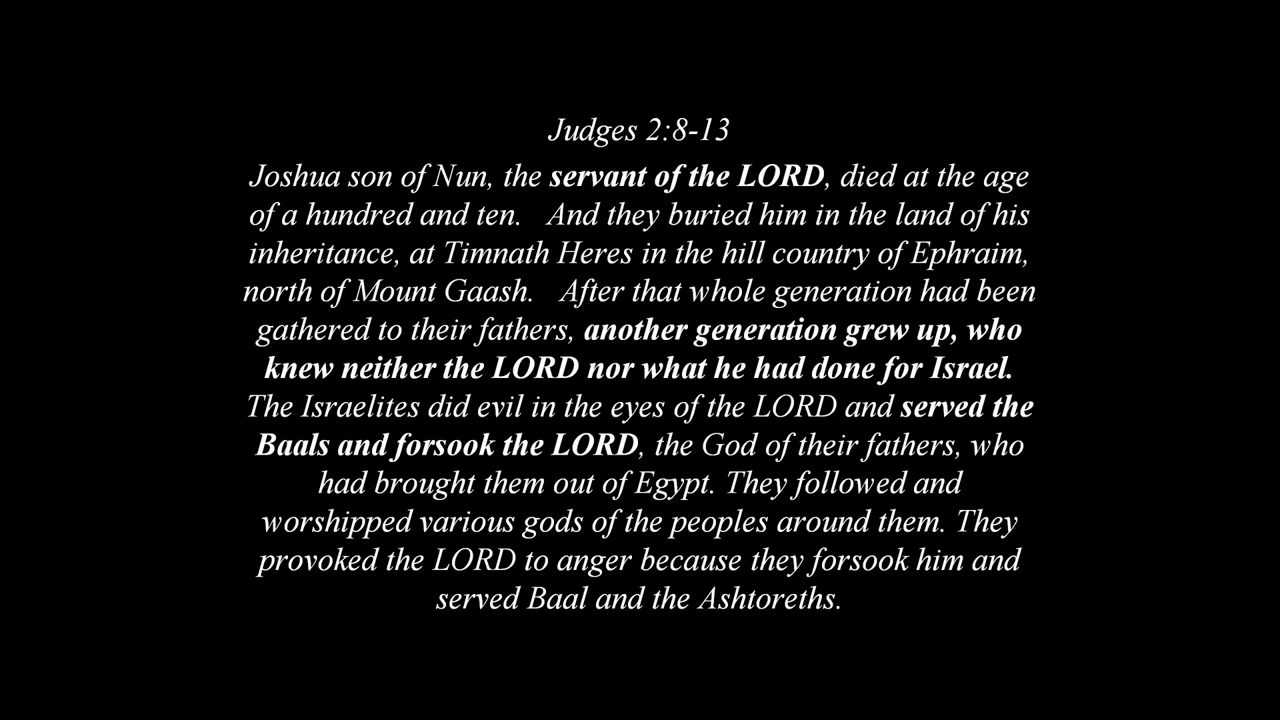 Judges 2:8-13
Joshua son of Nun, the servant of the LORD, died at the age
of a hundred and ten. And they buried him in the land of his
inheritance, at Timnath Heres in the hill country of Ephraim,
north of Mount Gaash. After that whole generation had been
gathered to their fathers, another generation grew up, who
knew neither the LORD nor what he had done for Israel.
The Israelites did evil in the eyes of the LORD and served the
Baals and forsook the LORD, the God of their fathers, who
had brought them out of Egypt. They followed and
worshipped various gods of the peoples around them. They
provoked the LORD to anger because they forsook him and
served Baal and the Ashtoreths.